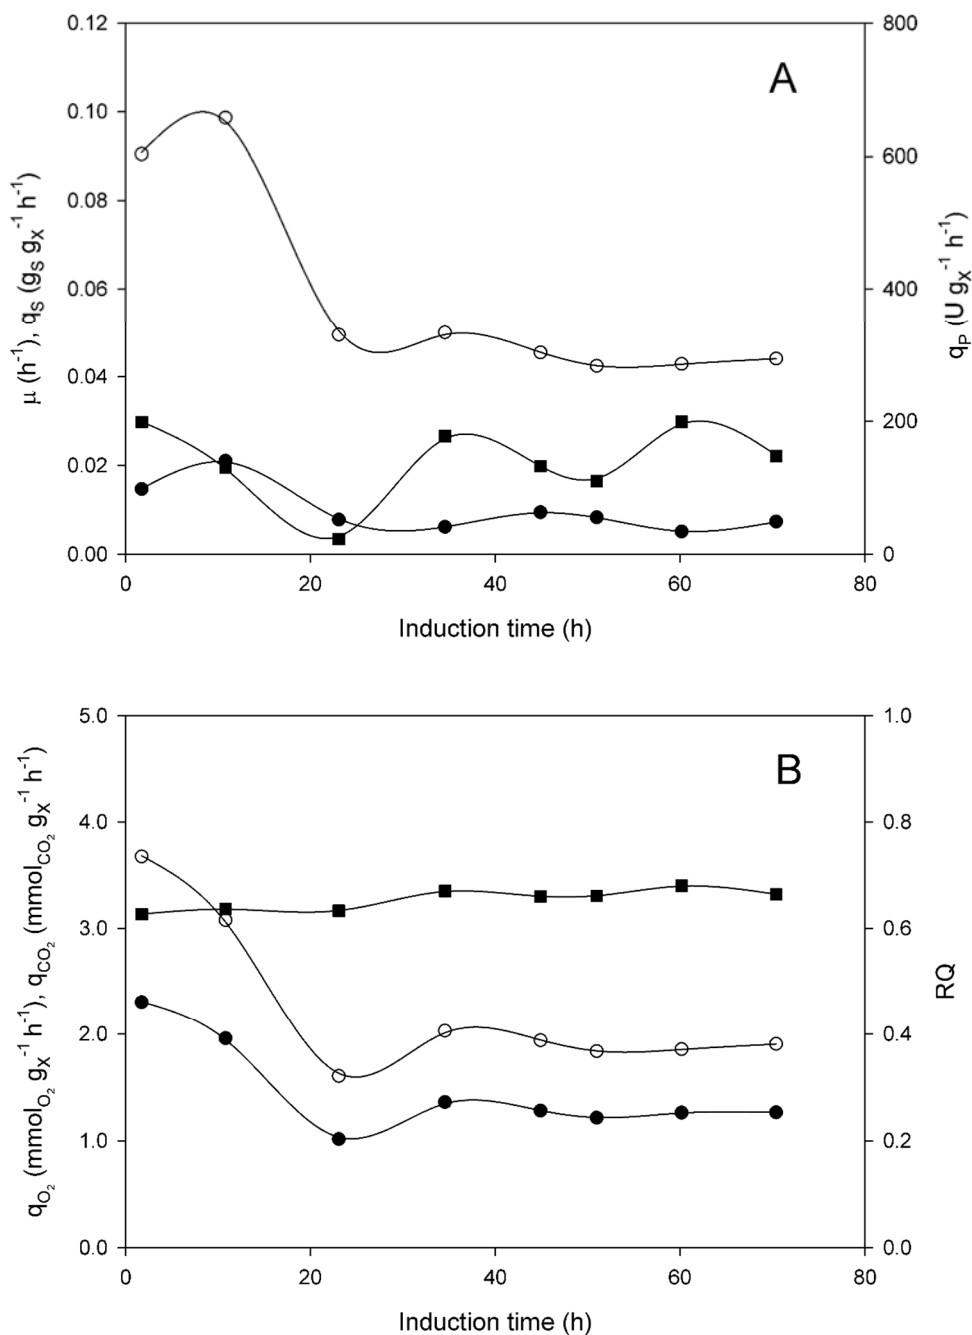 A
0.12
0.10
0.08
0.06
0.04
0.02
0.00
μ (h⁻¹), qS (gS gX⁻¹ h⁻¹)
800
600
400
200
0
qP (U gX⁻¹ h⁻¹)
0 20 40 60 80
Induction time (h)
B
5.0
4.0
3.0
2.0
1.0
0.0
qO₂ (mmolO₂ gX⁻¹ h⁻¹), qCO₂ (mmolCO₂ gX⁻¹ h⁻¹)
1.0
0.8
0.6
0.4
0.2
0.0
RQ
0 20 40 60 80
Induction time (h)